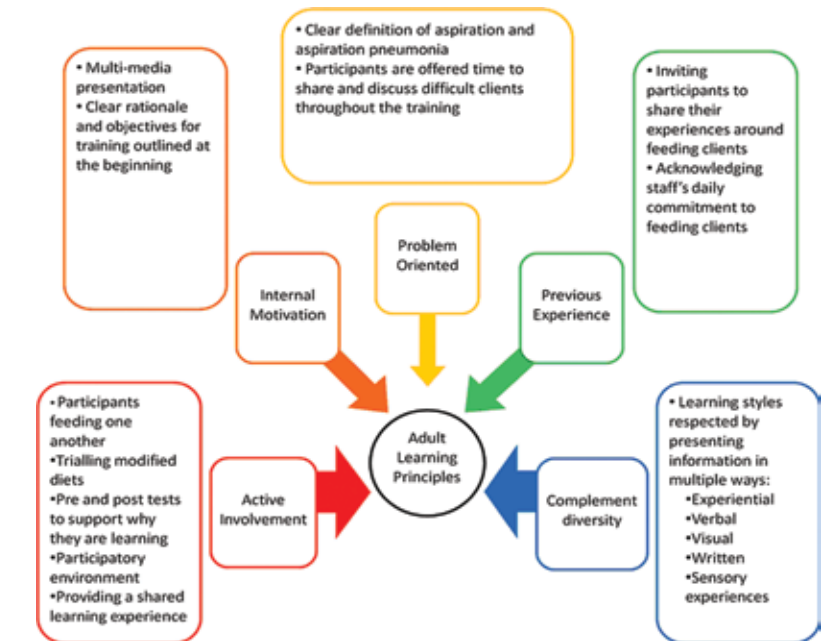 • Clear definition of aspiration and
aspiration pneumonia
• Participants are offered time to
share and discuss difficult clients
throughout the training
• Multi-media
presentation
• Clear rationale
and objectives for
training outlined at
the beginning
• Inviting
participants to
share their
experiences around
feeding clients
• Acknowledging
staff's daily
commitment to
feeding clients
Problem
Oriented
Internal
Motivation
Previous
Experience
• Participants
feeding one
another
•Trialling modified
diets
•Pre and post tests
to support why
they are learning
•Participatory
environment
•Providing a shared
learning experience
Active
Involvement
Adult
Learning
Principles
Complement
diversity
• Learning styles
respected by
presenting
information in
multiple ways:
•Experiential
•Verbal
•Visual
•Written
•Sensory
experiences